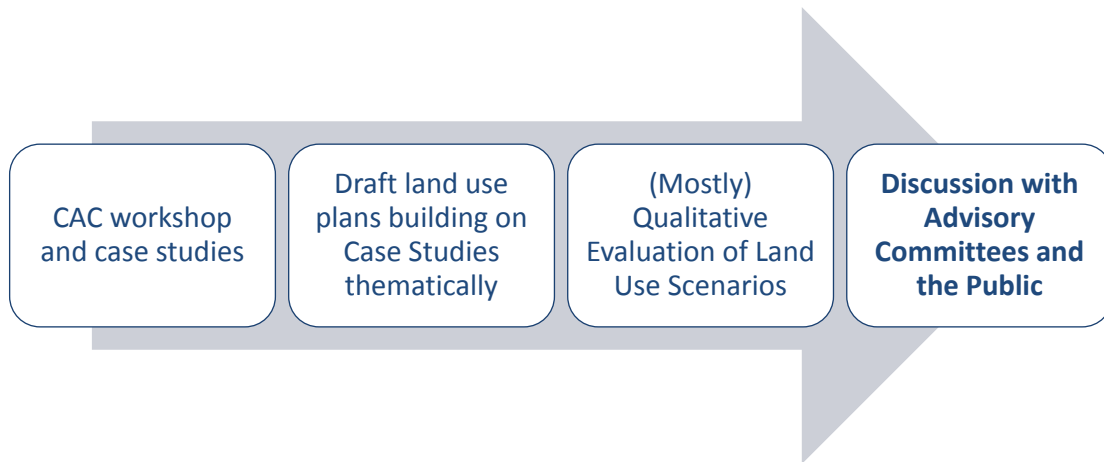 CAC workshop
and case studies
Draft land use
plans building on
Case Studies
thematically
(Mostly)
Qualitative
Evaluation of Land
Use Scenarios
Discussion with
Advisory
Committees and
the Public